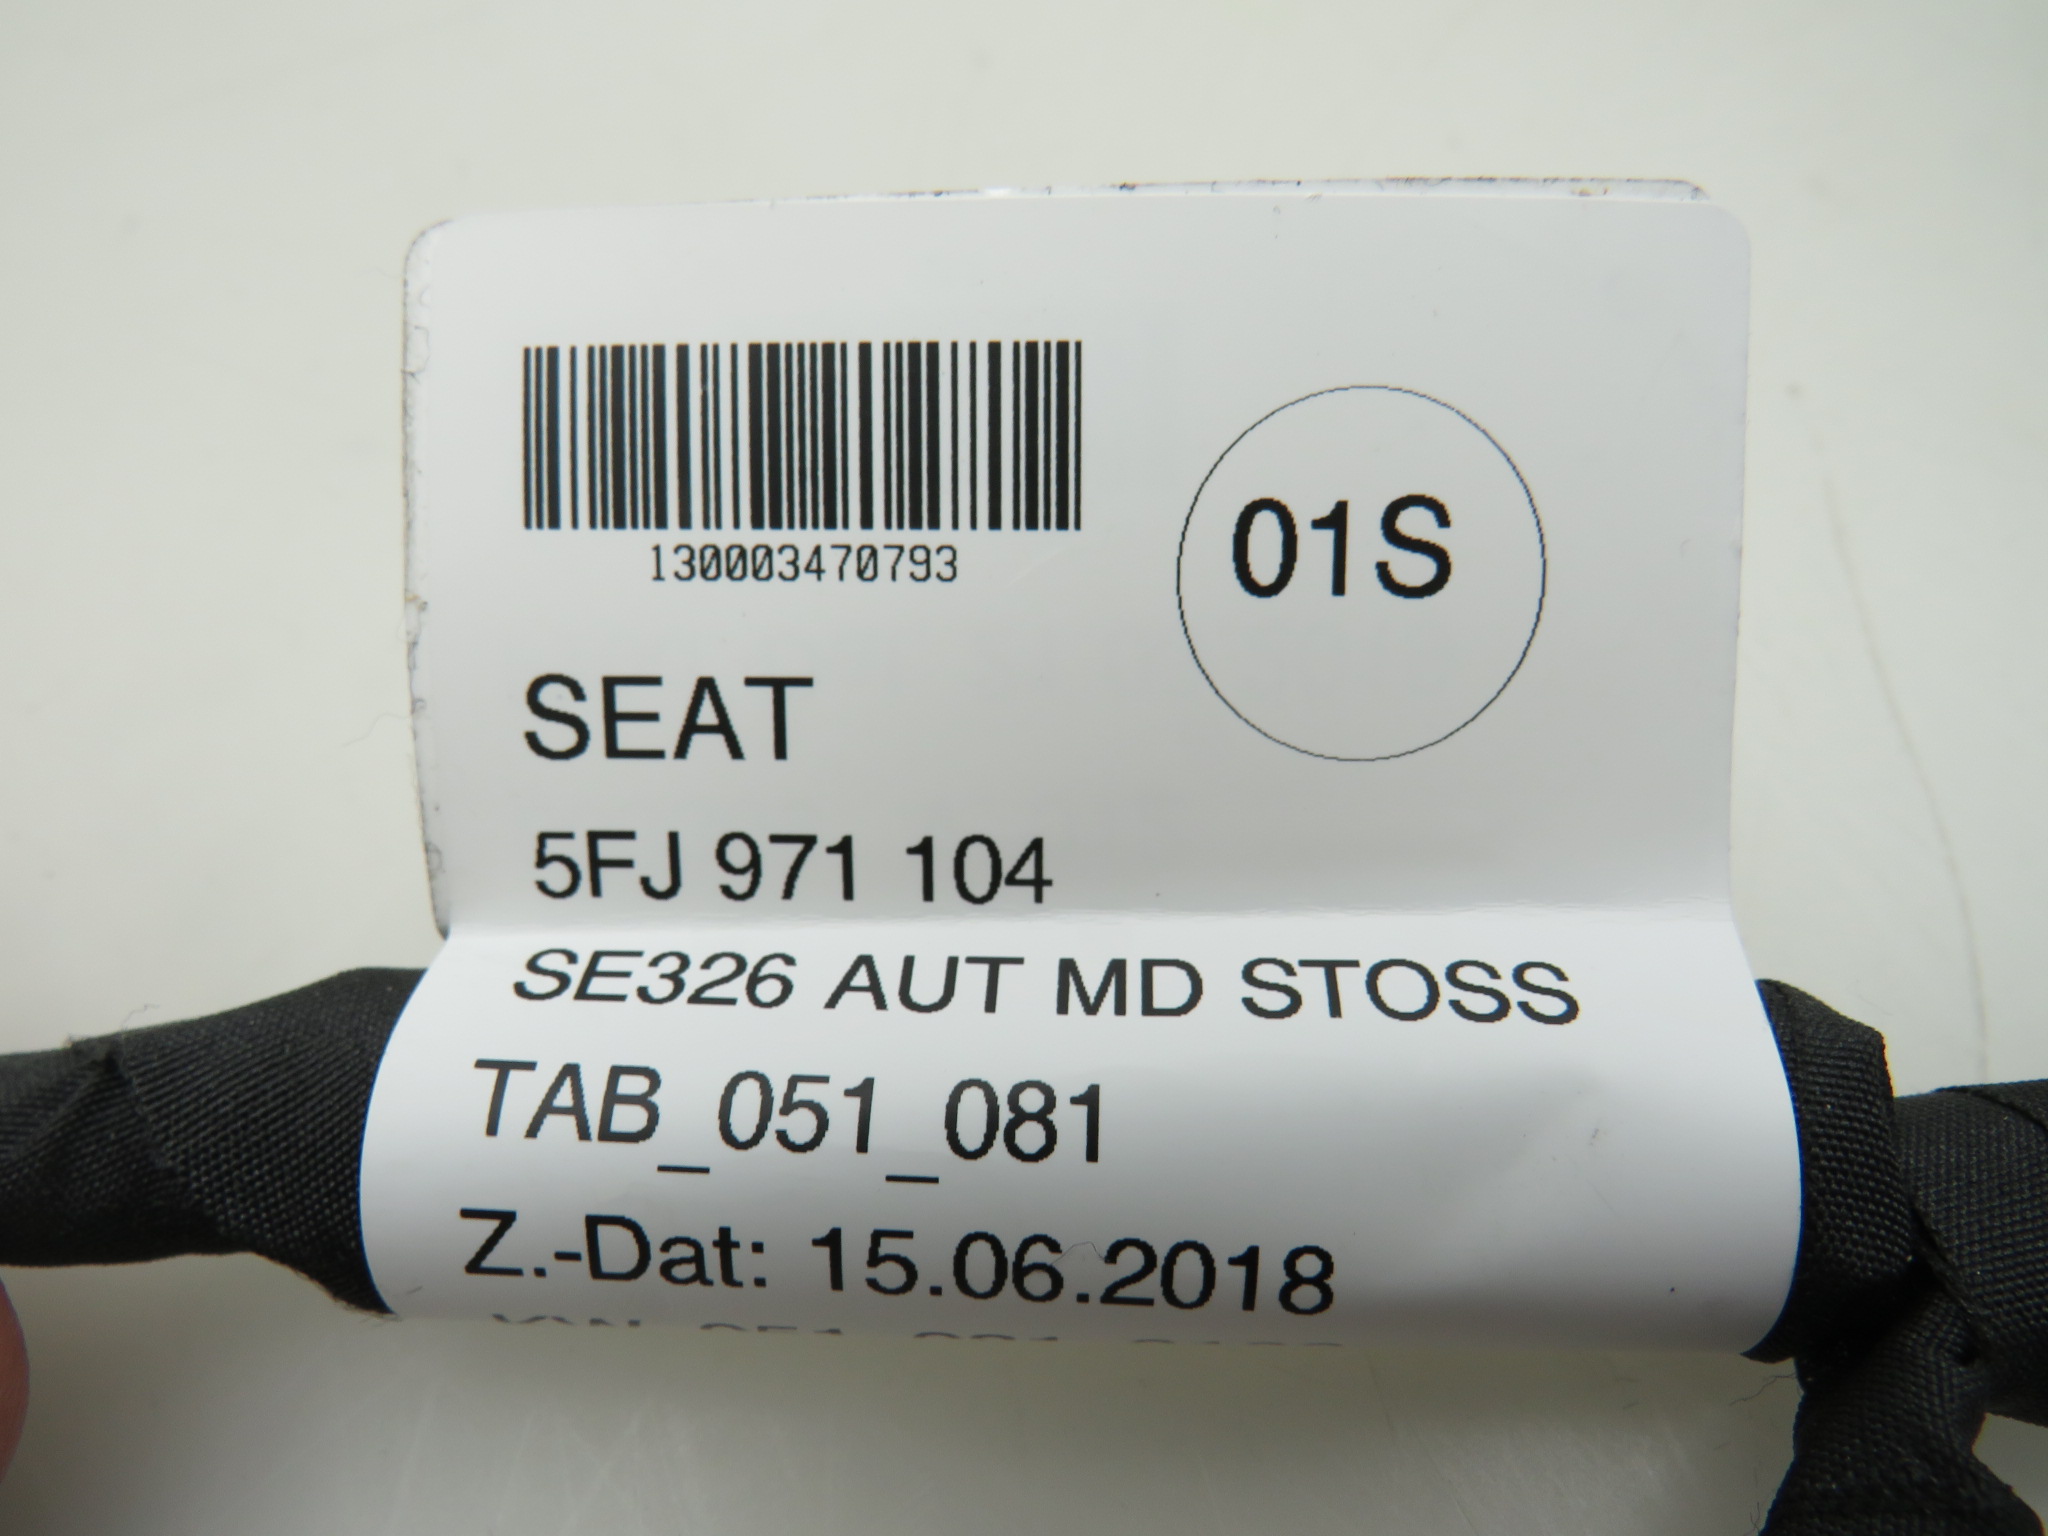 130003470793
01S
SEAT
5FJ 971 104
SE326 AUT MD STOSS
TAB_051_081
Z.-Dat: 15.06.2018